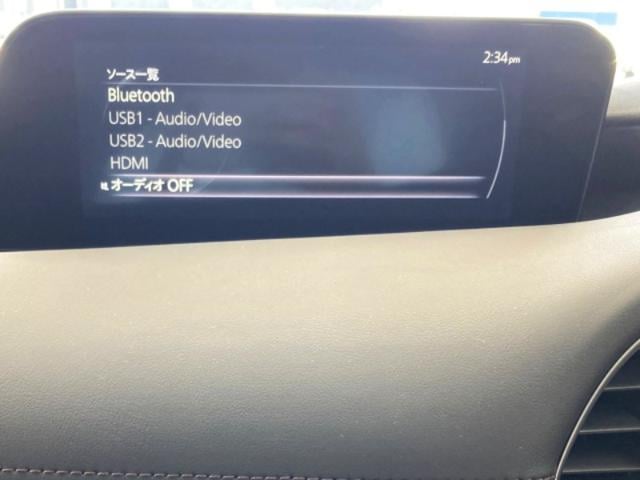 2:34pm
ソース一覧
Bluetooth
USB1 - Audio/Video
USB2 - Audio/Video
HDMI
オーディオ OFF